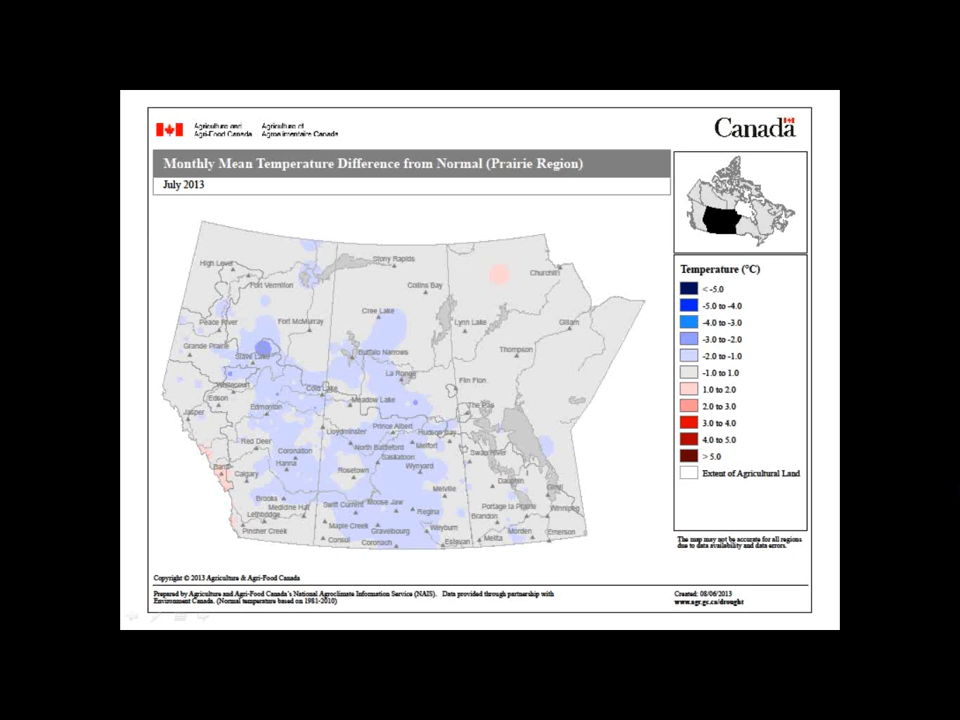 Agriculture and Agriculture et
Agri-Food Canada Agroalimentaire Canada
Canada
Monthly Mean Temperature Difference from Normal (Prairie Region)
July 2013
High Level
Fort Vermilion
Stony Rapids
Collins Bay
Churchill
Peace River
Fort McMurray
Cree Lake
Lynn Lake
Gillam
Grande Prairie
Slave Lake
Buffalo Narrows
Thompson
La Ronge
Flin Flon
Whitecourt
Cold Lake
Edson
Meadow Lake
Jasper
Edmonton
The Pas
Lloydminster
Prince Albert
Hudson Bay
Red Deer
North Battleford
Melfort
Coronation
Saskatoon
Swan River
Banff
Hanna
Rosetown
Wynyard
Calgary
Dauphin
Melville
Gimli
Brooks
Medicine Hat
Swift Current
Moose Jaw
Regina
Portage la Prairie
Winnipeg
Lethbridge
Brandon
Pincher Creek
Maple Creek
Gravelbourg
Weyburn
Morden
Emerson
Consul
Coronach
Estevan
Melita
Temperature (°C)
< -5.0
-5.0 to -4.0
-4.0 to -3.0
-3.0 to -2.0
-2.0 to -1.0
-1.0 to 1.0
1.0 to 2.0
2.0 to 3.0
3.0 to 4.0
4.0 to 5.0
> 5.0
Extent of Agricultural Land
The map may not be accurate for all regions
due to data availability and data errors.
Copyright © 2013 Agriculture & Agri-Food Canada
Prepared by Agriculture and Agri-Food Canada's National Agroclimate Information Service (NAIS). Data provided through partnership with
Environment Canada. (Normal temperature based on 1981-2010)
Created: 08/06/2013
www.agr.gc.ca/drought